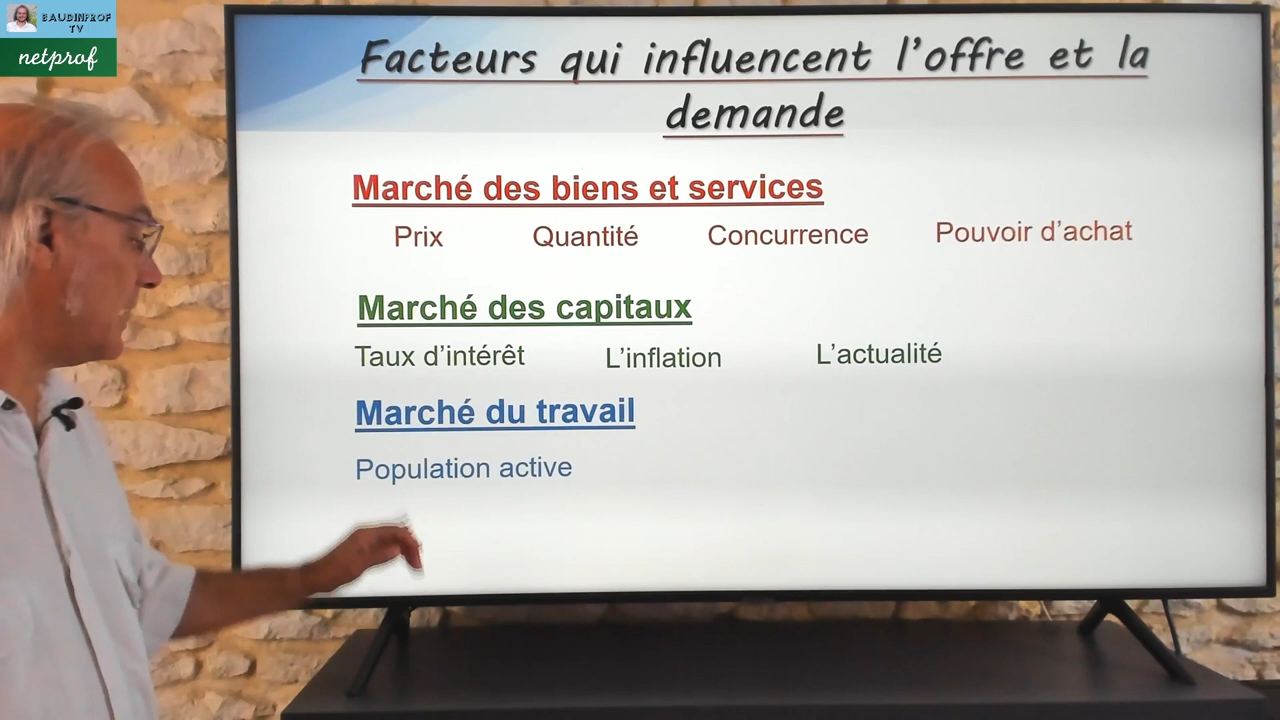 BAUDINPROF
TV
netprof
Facteurs qui influencent l'offre et la
demande
Marché des biens et services
Prix Quantité Concurrence Pouvoir d'achat
Marché des capitaux
Taux d'intérêt L'inflation L'actualité
Marché du travail
Population active